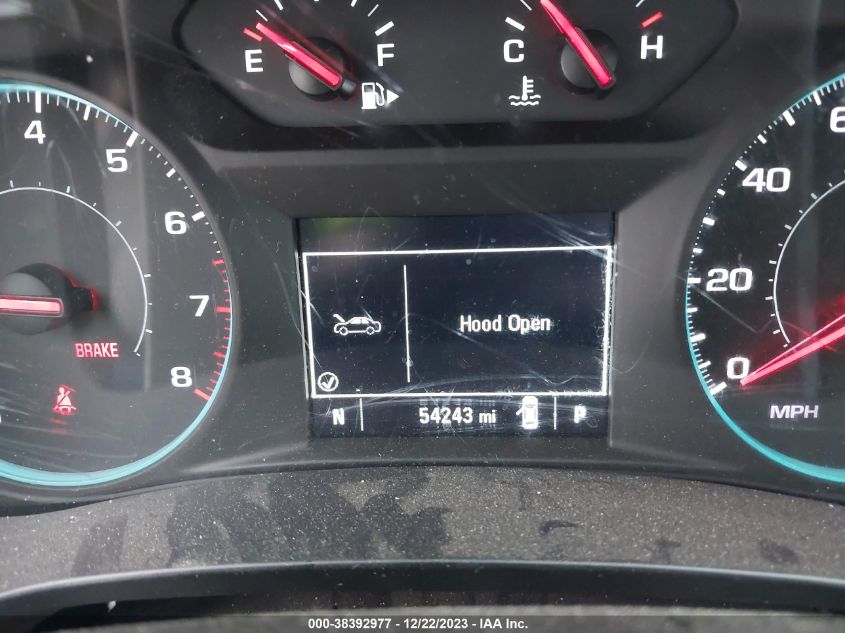 E F
C H
4
5
6
7
8
BRAKE
Hood Open
N 54243 mi P
40
20
0
MPH
000-38392977 - 12/22/2023 - IAA Inc.